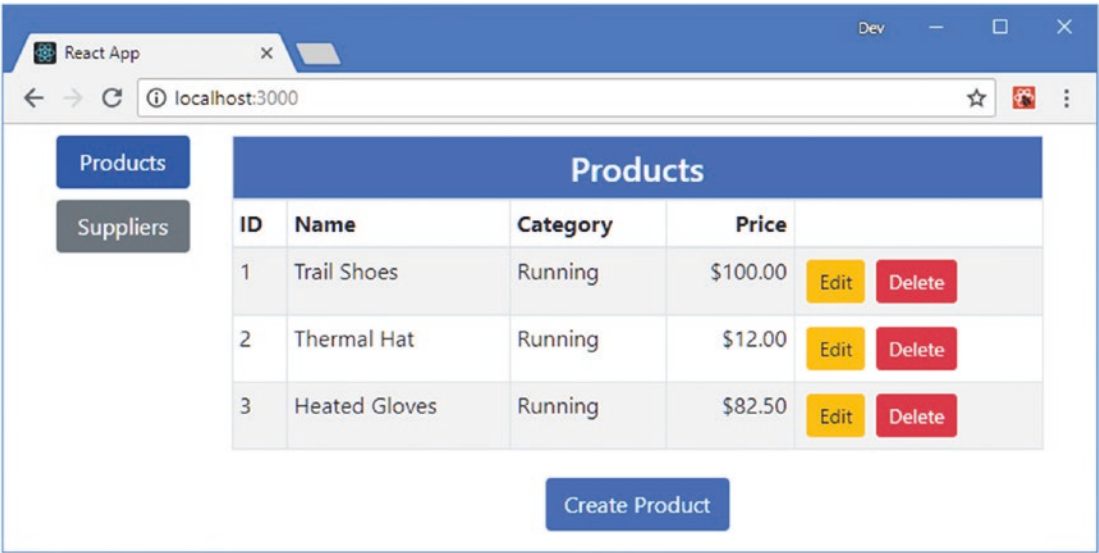 Dev
React App
localhost:3000
Products
Suppliers
Products
ID Name Category Price
1 Trail Shoes Running $100.00 Edit Delete
2 Thermal Hat Running $12.00 Edit Delete
3 Heated Gloves Running $82.50 Edit Delete
Create Product